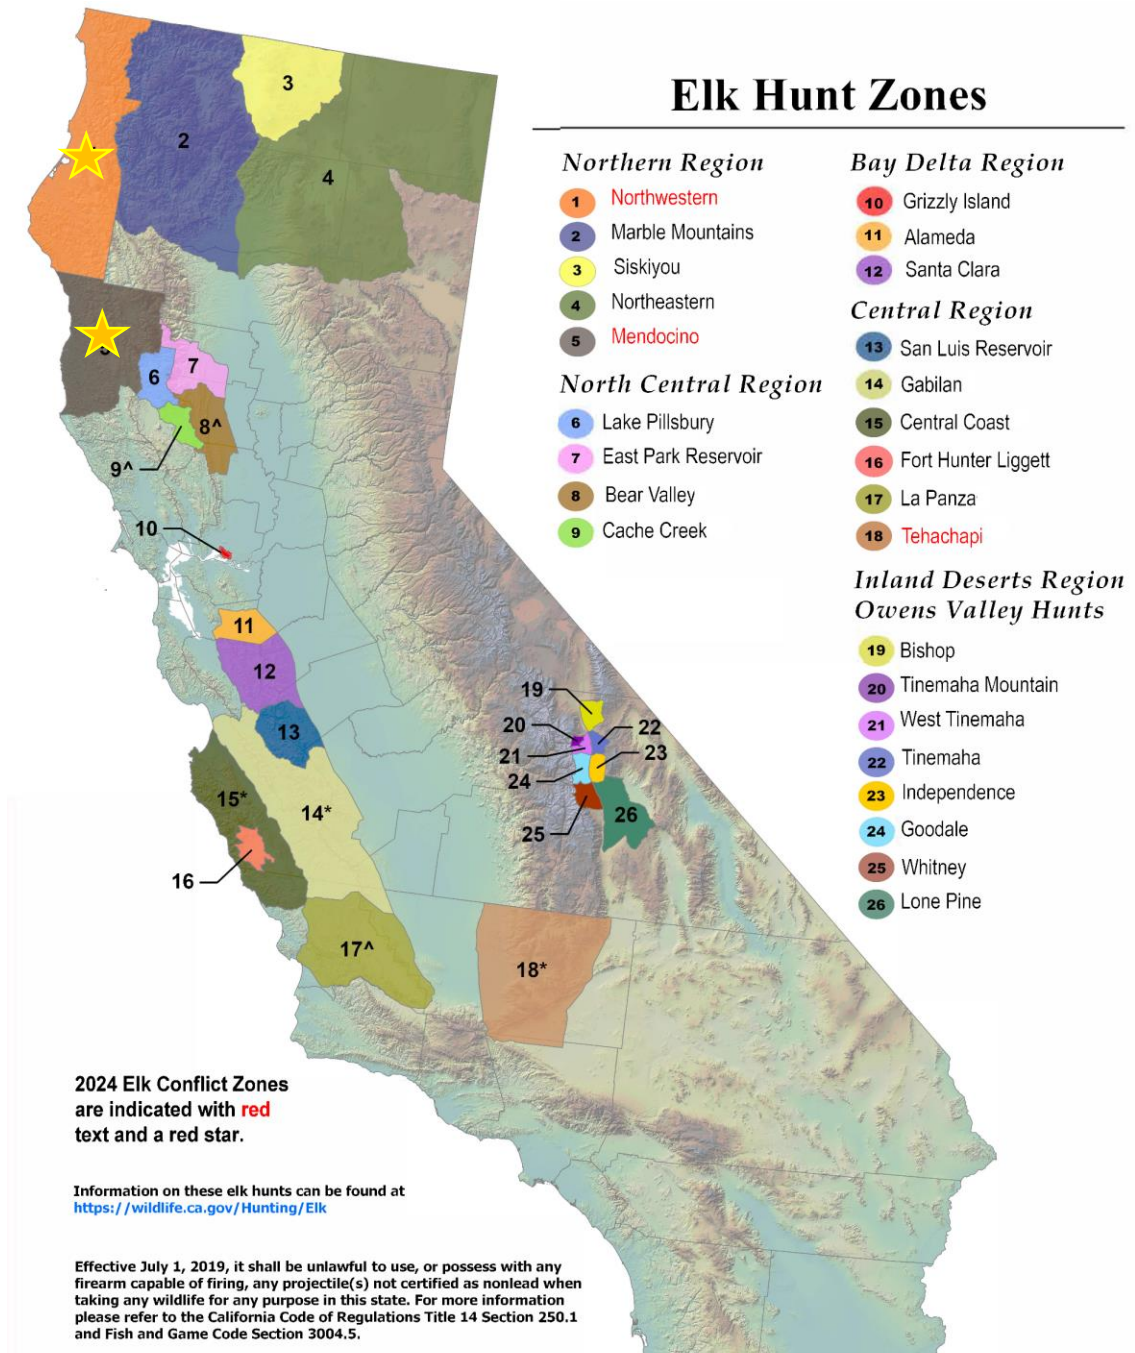 Elk Hunt Zones
Northern Region
1 Northwestern
2 Marble Mountains
3 Siskiyou
4 Northeastern
5 Mendocino
North Central Region
6 Lake Pillsbury
7 East Park Reservoir
8 Bear Valley
9 Cache Creek
Bay Delta Region
10 Grizzly Island
11 Alameda
12 Santa Clara
Central Region
13 San Luis Reservoir
14 Gabilan
15 Central Coast
16 Fort Hunter Liggett
17 La Panza
18 Tehachapi
Inland Deserts Region
Owens Valley Hunts
19 Bishop
20 Tinemaha Mountain
21 West Tinemaha
22 Tinemaha
23 Independence
24 Goodale
25 Whitney
26 Lone Pine
3
2
4
7
6
8^
9^
10
11
12
13
19
20
22
21
23
24
25
26
15*
14*
16
17^
18*
2024 Elk Conflict Zones
are indicated with red
text and a red star.
Information on these elk hunts can be found at
https://wildlife.ca.gov/Hunting/Elk
Effective July 1, 2019, it shall be unlawful to use, or possess with any
firearm capable of firing, any projectile(s) not certified as nonlead when
taking any wildlife for any purpose in this state. For more information
please refer to the California Code of Regulations Title 14 Section 250.1
and Fish and Game Code Section 3004.5.